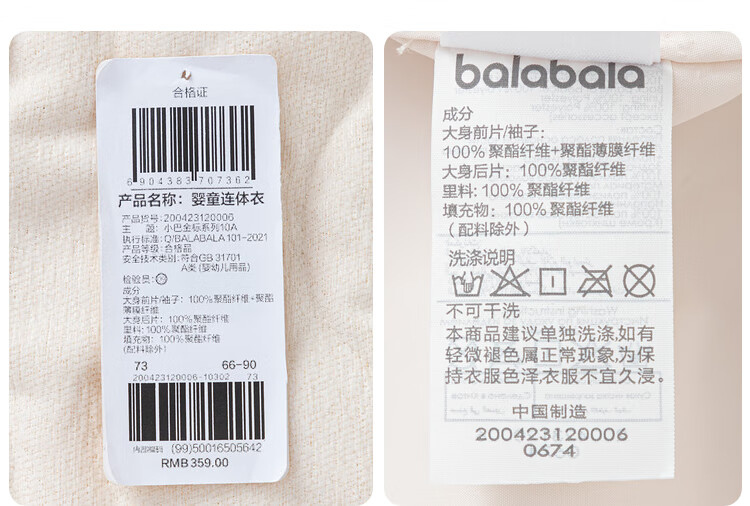 合格证
6904383707362
产品名称：婴童连体衣
产品货号：200423120006
主 题：小巴金标系列10A
执行标准：Q/BALABALA 101-2021
产品等级：合格品
安全技术类别：符合GB 31701
A类（婴幼儿用品）
检验员：
成分
大身前片/袖子：100%聚酯纤维+聚酯
薄膜纤维
大身后片：100%聚酯纤维
里料：100%聚酯纤维
填充物：100%聚酯纤维
（配料除外）
73 66-90
200423120006-10302 73
内部编码 (99)50016505642
RMB359.00
balabala
成分
大身前片/袖子：
100%聚酯纤维+聚酯薄膜纤维
大身后片：100%聚酯纤维
里料：100%聚酯纤维
填充物：100%聚酯纤维
（配料除外）
洗涤说明
不可干洗
本商品建议单独洗涤,如有
轻微褪色属正常现象,为保
持衣服色泽,衣服不宜久浸。
中国制造
200423120006
0674